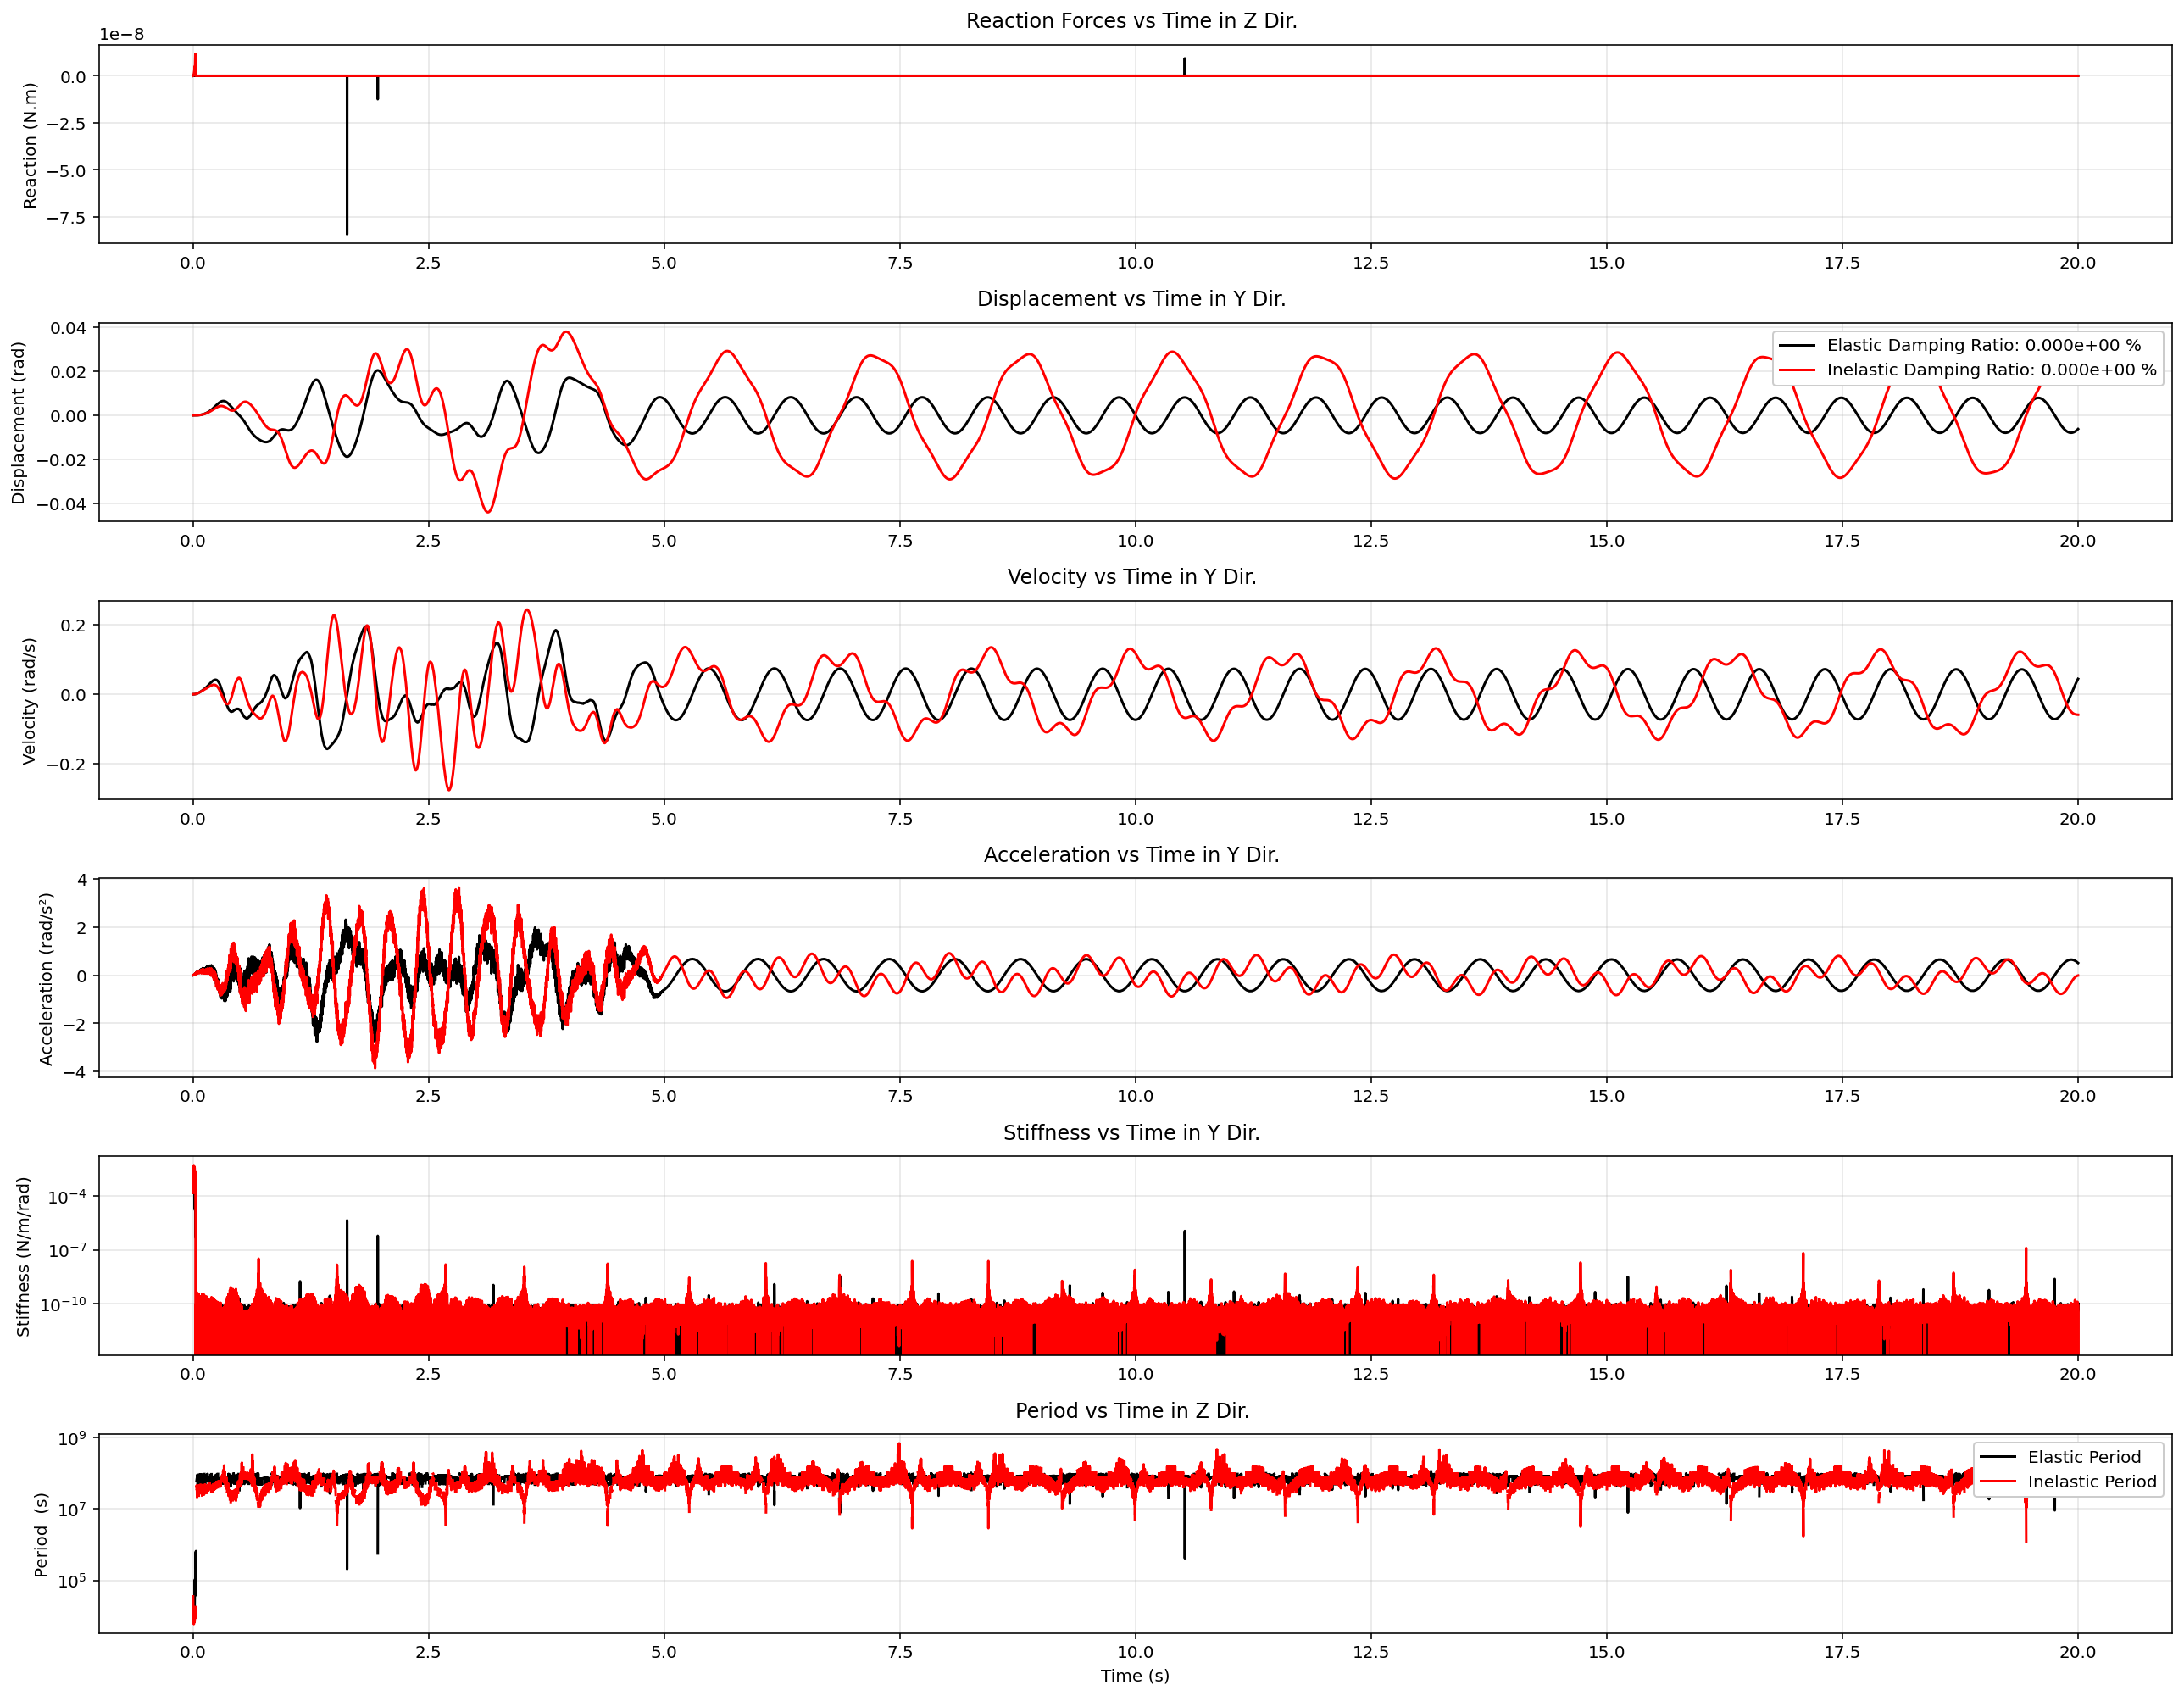 Reaction Forces vs Time in Z Dir.
1e−8
Reaction (N.m)
0.0
−2.5
−5.0
−7.5
0.0 2.5 5.0 7.5 10.0 12.5 15.0 17.5 20.0
Displacement vs Time in Y Dir.
Displacement (rad)
0.04
0.02
0.00
−0.02
−0.04
Elastic Damping Ratio: 0.000e+00 %
Inelastic Damping Ratio: 0.000e+00 %
0.0 2.5 5.0 7.5 10.0 12.5 15.0 17.5 20.0
Velocity vs Time in Y Dir.
Velocity (rad/s)
0.2
0.0
−0.2
0.0 2.5 5.0 7.5 10.0 12.5 15.0 17.5 20.0
Acceleration vs Time in Y Dir.
Acceleration (rad/s²)
4
2
0
−2
−4
0.0 2.5 5.0 7.5 10.0 12.5 15.0 17.5 20.0
Stiffness vs Time in Y Dir.
Stiffness (N/m/rad)
10⁻⁴
10⁻⁷
10⁻¹⁰
0.0 2.5 5.0 7.5 10.0 12.5 15.0 17.5 20.0
Period vs Time in Z Dir.
Period (s)
10⁹
10⁷
10⁵
Elastic Period
Inelastic Period
0.0 2.5 5.0 7.5 10.0 12.5 15.0 17.5 20.0
Time (s)